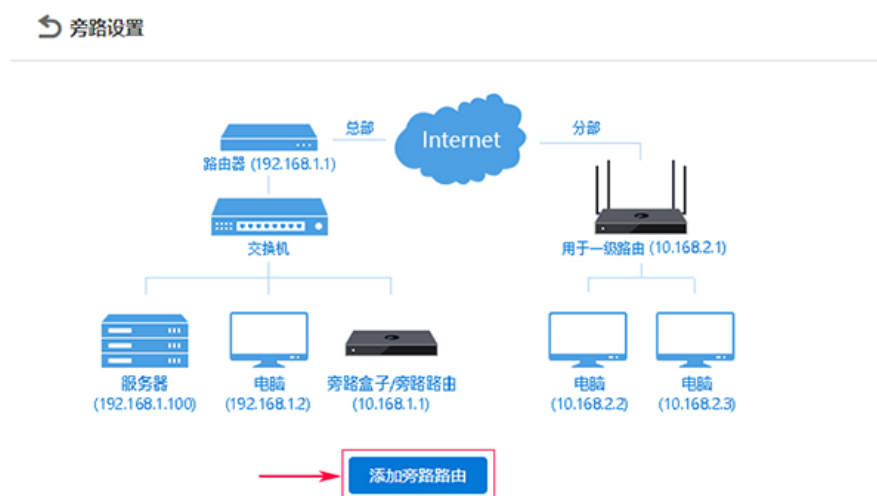 旁路设置
总部
Internet
分部
路由器 (192.168.1.1)
交换机
用于一级路由 (10.168.2.1)
服务器
(192.168.1.100)
电脑
(192.168.1.2)
旁路盒子/旁路路由
(10.168.1.1)
电脑
(10.168.2.2)
电脑
(10.168.2.3)
添加旁路路由